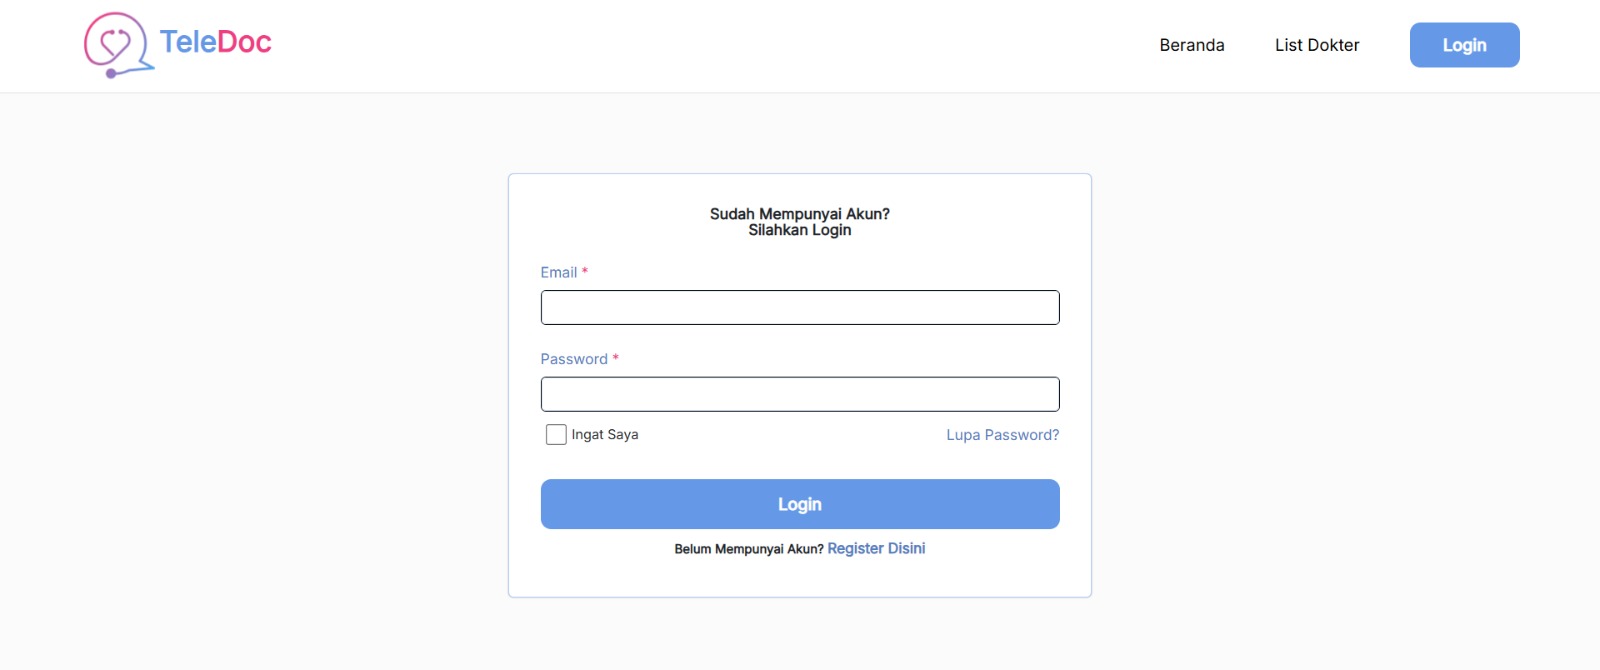 TeleDoc
Beranda
List Dokter
Login
Sudah Mempunyai Akun?
Silahkan Login
Email *
Password *
Ingat Saya
Lupa Password?
Login
Belum Mempunyai Akun? Register Disini